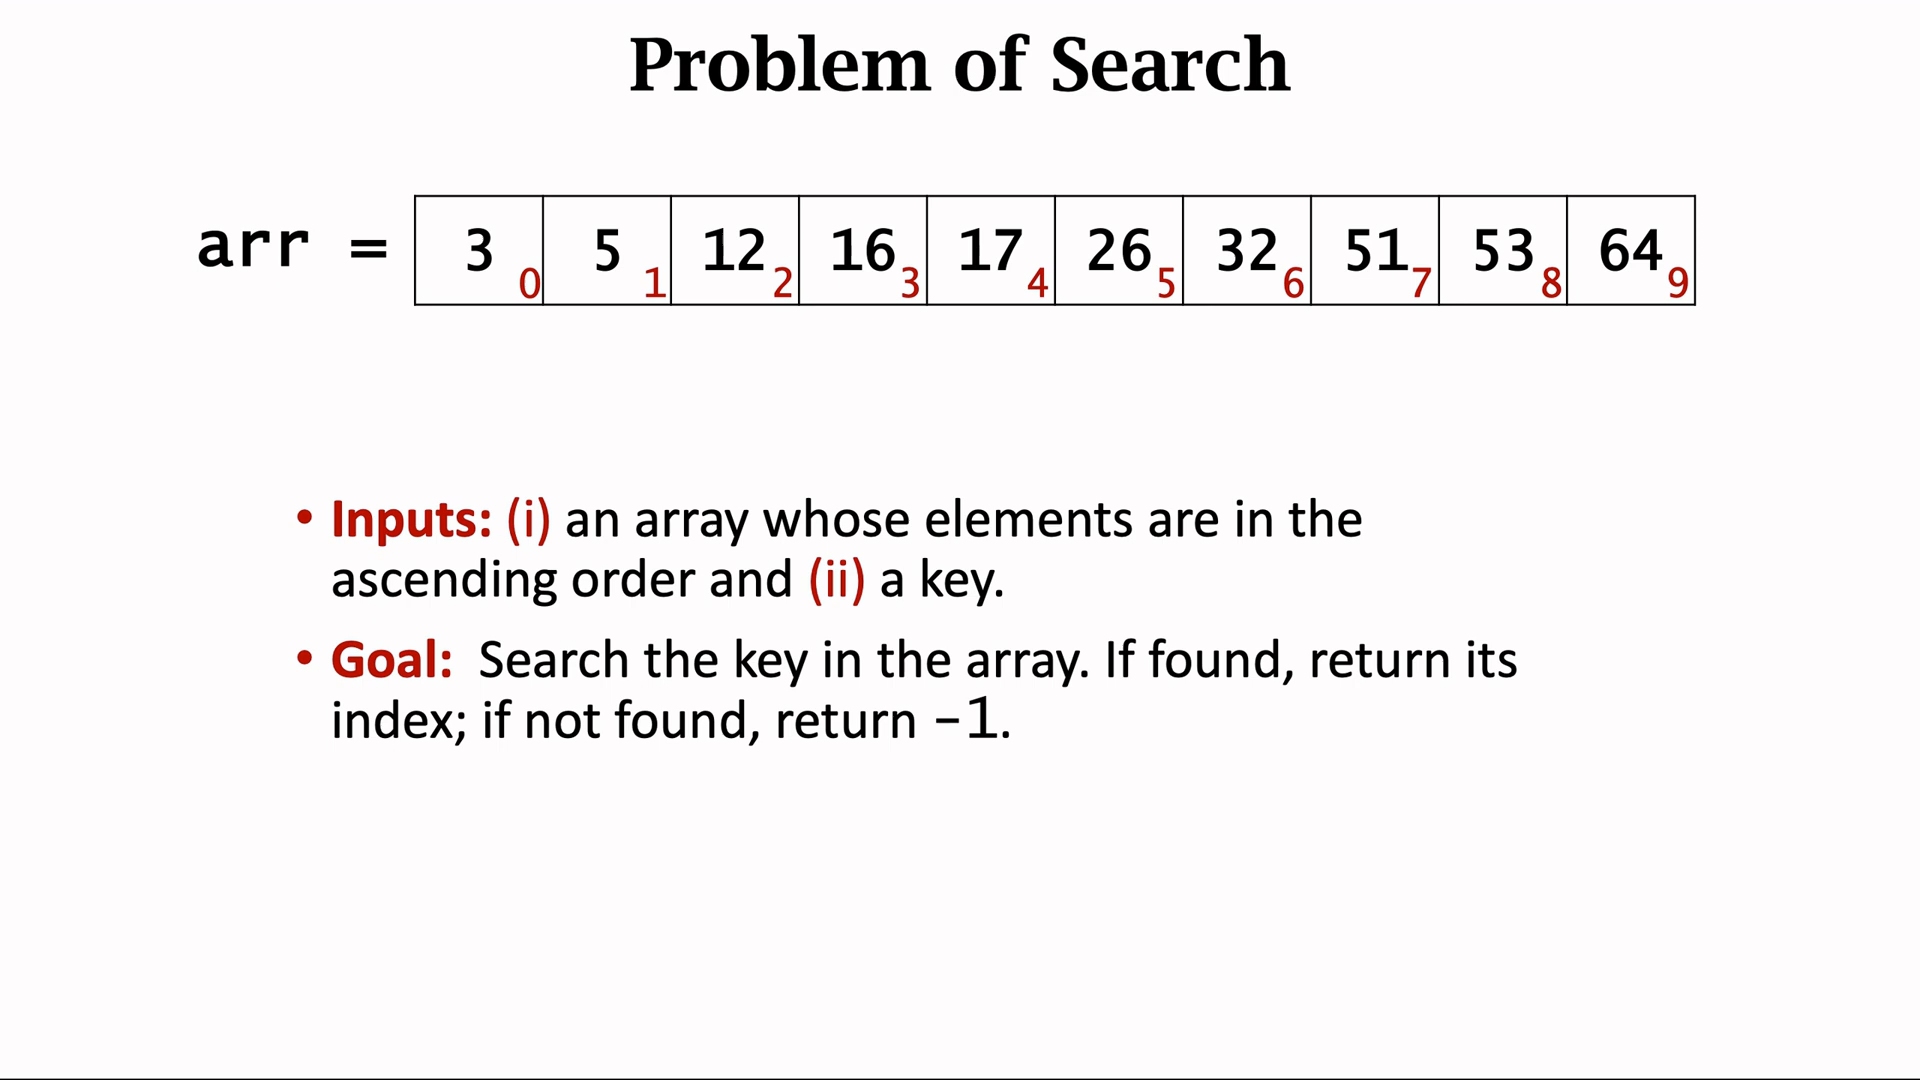 Problem of Search
arr = 3 0 5 1 12 2 16 3 17 4 26 5 32 6 51 7 53 8 64 9
• Inputs: (i) an array whose elements are in the
ascending order and (ii) a key.
• Goal: Search the key in the array. If found, return its
index; if not found, return -1.